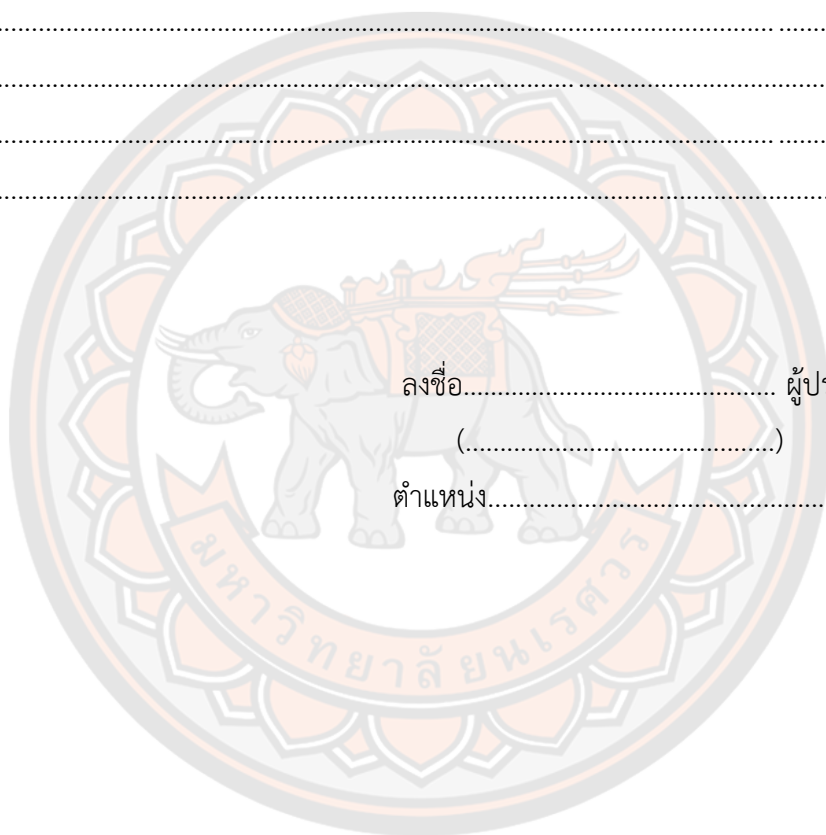 ................................................................................................ ......
........................................................................ ...............................
................................................................................................ ......
.......................................................................................................
ลงชื่อ.............................................. ผู้
(..............................................)
ตำแหน่ง..................................................
มหาวิทยาลัยนเรศวร